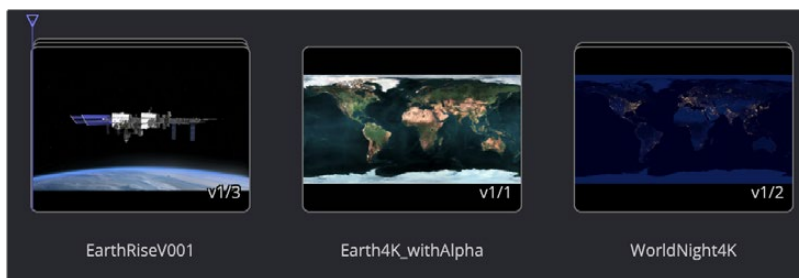 v1/3
v1/1
v1/2
EarthRiseV001
Earth4K_withAlpha
WorldNight4K